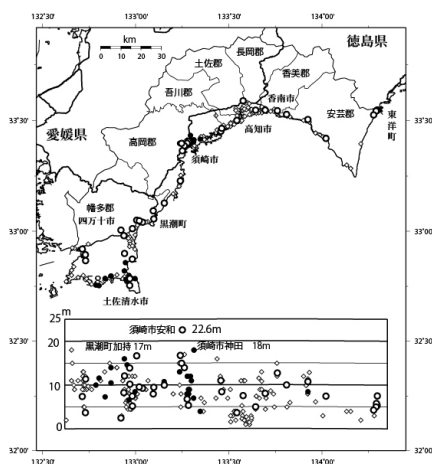 133°00'
133°30'
134°00'
km
0 10 20 30
徳島県
長岡郡
土佐郡
香美郡
吾川郡
香南市
安芸郡
33°30'
東洋町
愛媛県
高岡郡
高知市
須崎市
幡多郡
四万十市
黒潮町
33°00'
土佐清水市
25 m
須崎市安和 22.6m
20
黒潮町加持 17m 須崎市神田 18m
15
32°30'
10
5
0
32°00'
133°00'
133°30'
134°00'